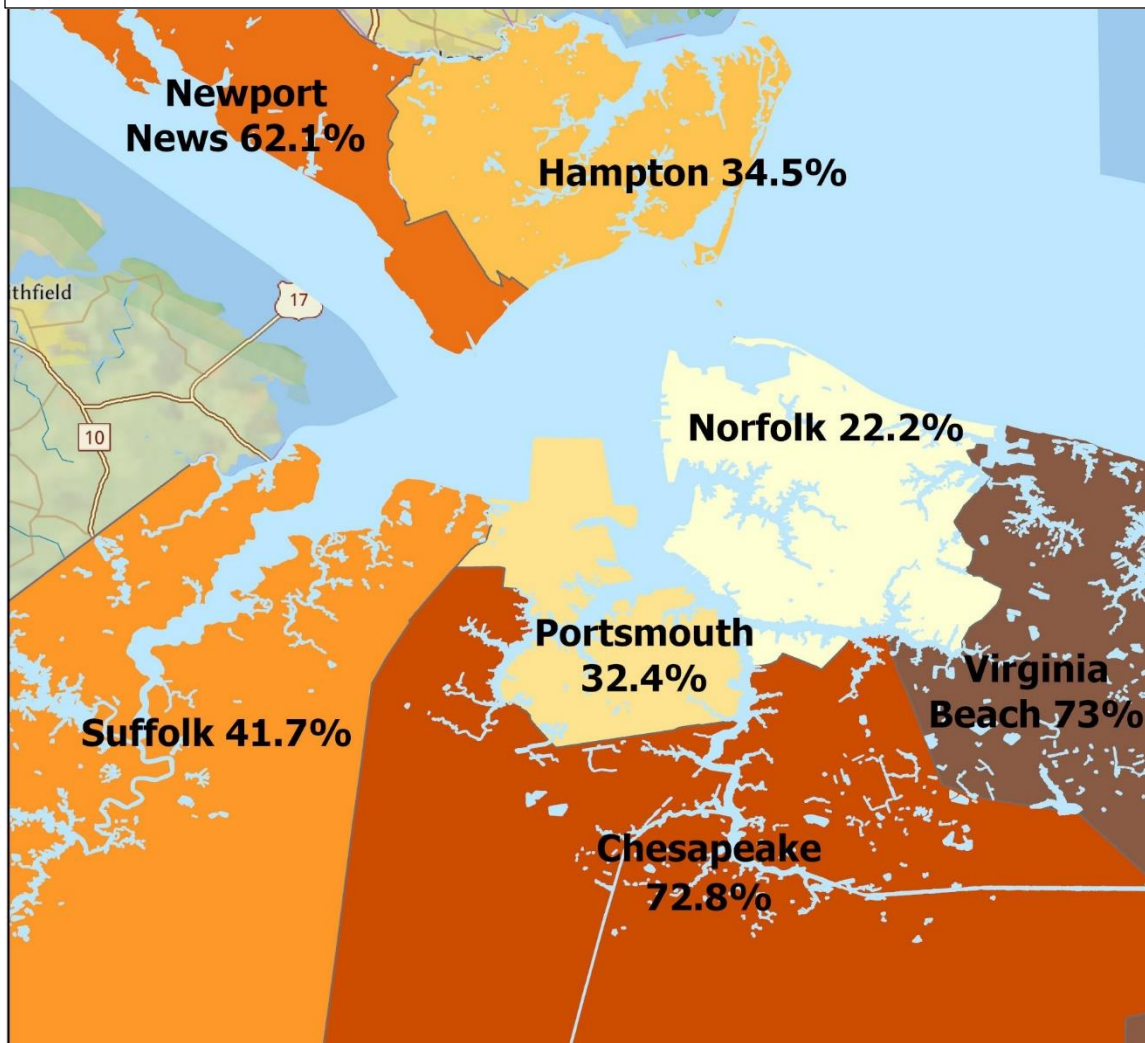 Newport
News 62.1%
Hampton 34.5%
thfield
17
10
Norfolk 22.2%
Portsmouth
32.4%
Virginia
Beach 73%
Suffolk 41.7%
Chesapeake
72.8%